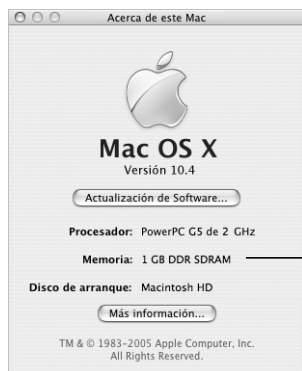 Acerca de este Mac
Mac OS X
Versión 10.4
Actualización de Software...
Procesador: PowerPC G5 de 2 GHz
Memoria: 1 GB DDR SDRAM
Disco de arranque: Macintosh HD
Más información...
TM & © 1983-2005 Apple Computer, Inc.
All Rights Reserved.